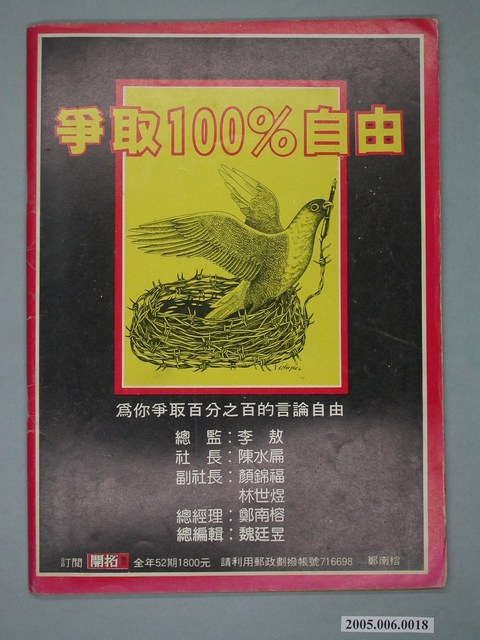 爭取100%自由
為你爭取百分之百的言論自由
總 監：李 敖
社 長：陳水扁
副社長：顏錦福
林世煜
總經理：鄭南榕
總編輯：魏廷昱
訂閱 開拓 全年52期1800元 請利用郵政劃撥帳號716698 鄭南榕
2005.006.0018